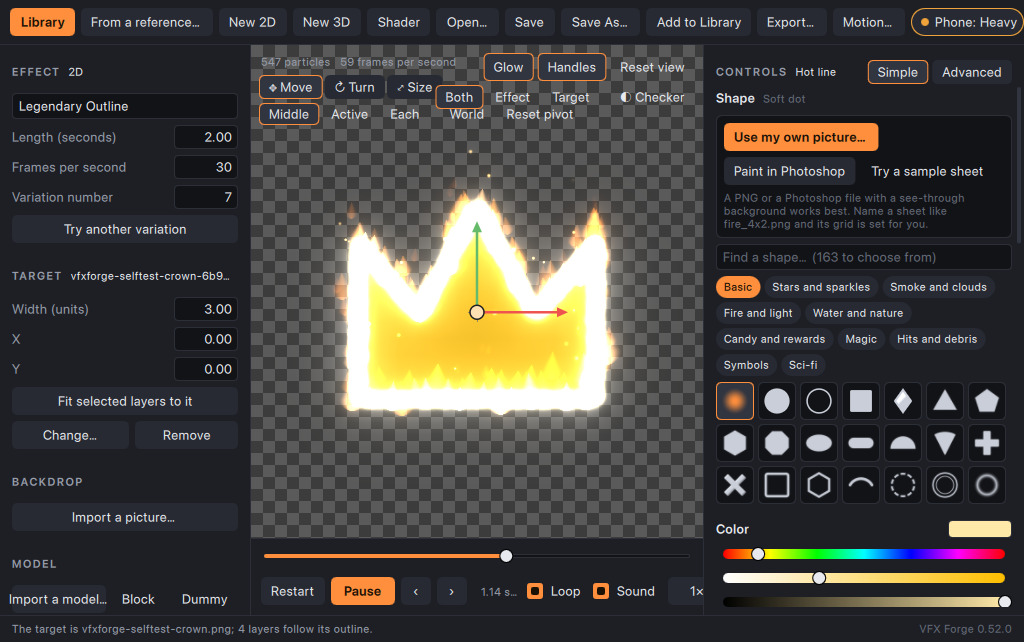 Library From a reference... New 2D New 3D Shader Open... Save Save As... Add to Library Export... Motion... Phone: Heavy
EFFECT 2D
Legendary Outline
Length (seconds) 2.00
Frames per second 30
Variation number 7
Try another variation
TARGET vfxforge-selftest-crown-6b9...
Width (units) 3.00
X 0.00
Y 0.00
Fit selected layers to it
Change... Remove
BACKDROP
Import a picture...
MODEL
Import a model... Block Dummy
547 particles 59 frames per second
Glow Handles Reset view
Move Turn Size
Both Effect Target Checker
Middle Active Each World Reset pivot
Restart Pause ‹ › 1.14 s... Loop Sound 1×
CONTROLS Hot line Simple Advanced
Shape Soft dot
Use my own picture...
Paint in Photoshop Try a sample sheet
A PNG or a Photoshop file with a see-through
background works best. Name a sheet like
fire_4x2.png and its grid is set for you.
Find a shape... (163 to choose from)
Basic Stars and sparkles Smoke and clouds
Fire and light Water and nature
Candy and rewards Magic Hits and debris
Symbols Sci-fi
Color
The target is vfxforge-selftest-crown.png; 4 layers follow its outline.
VFX Forge 0.52.0